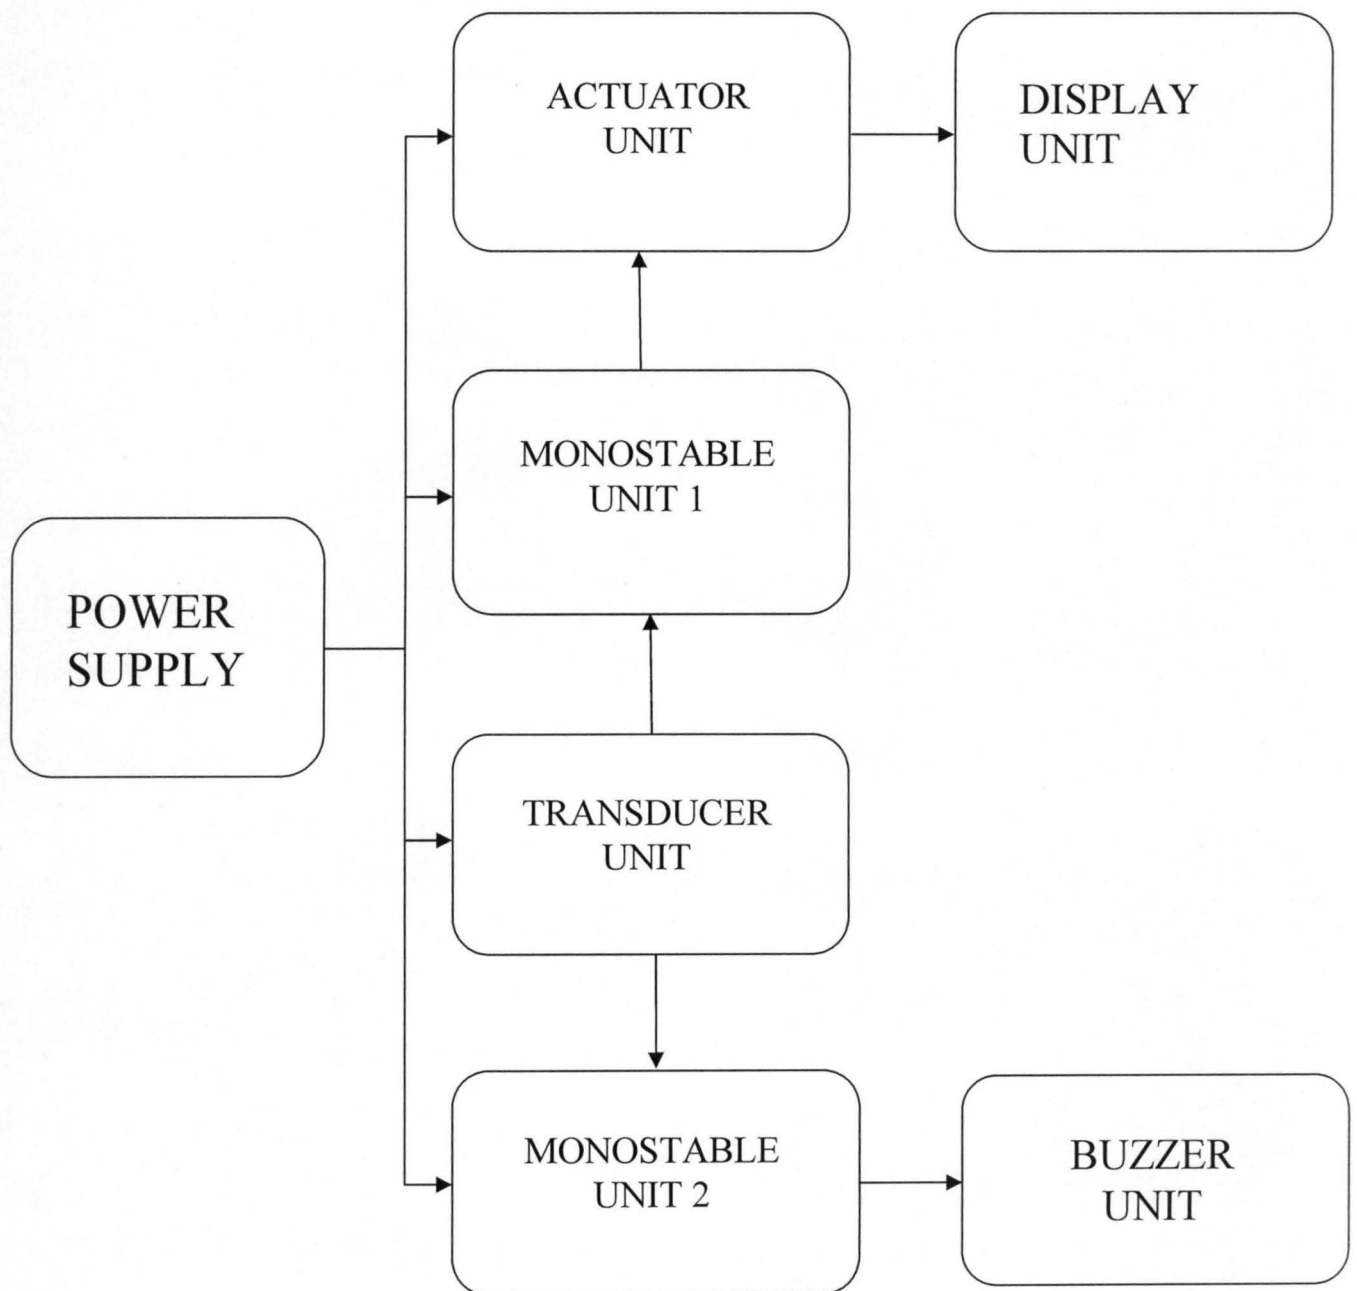 ACTUATOR
UNIT
DISPLAY
UNIT
MONOSTABLE
UNIT 1
POWER
SUPPLY
TRANSDUCER
UNIT
MONOSTABLE
UNIT 2
BUZZER
UNIT